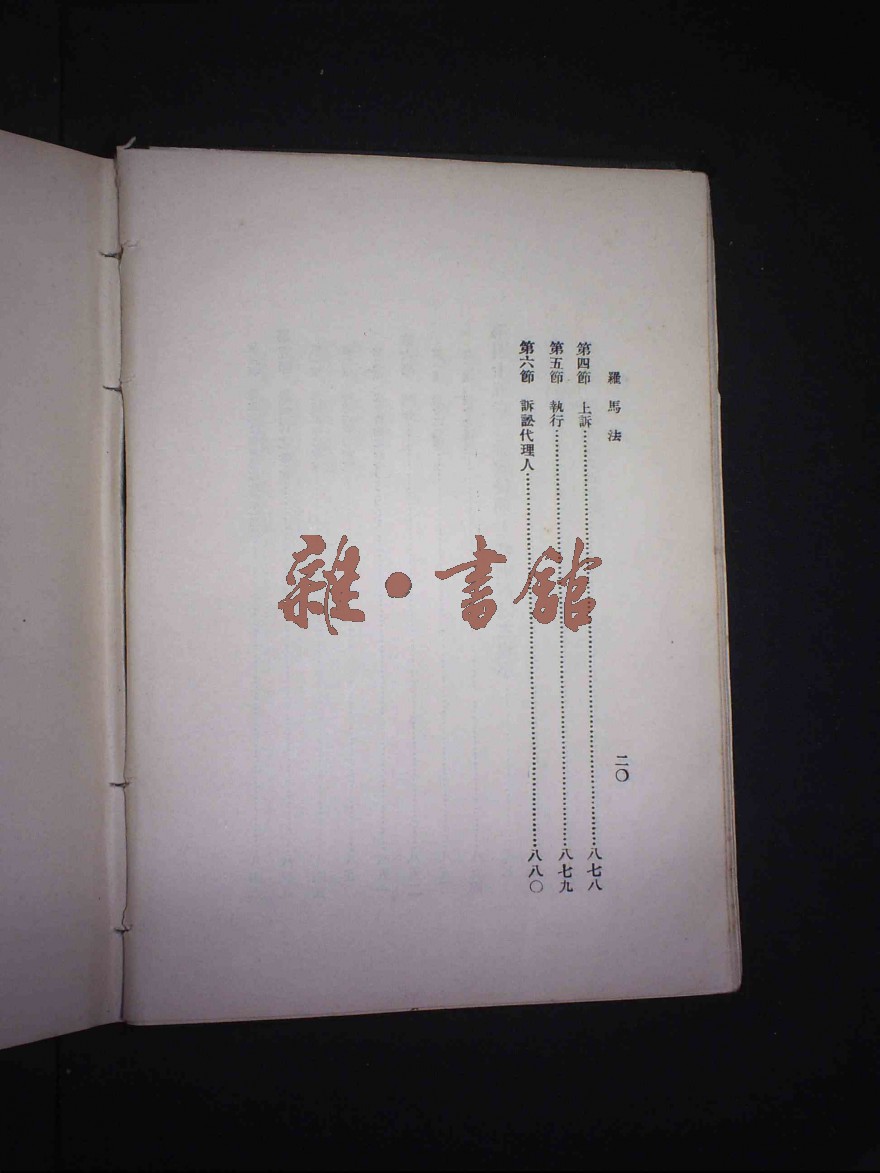 羅馬法
二〇
第四節　上訴……八七八
第五節　執行……八七九
第六節　訴訟代理人……八八〇
雜·書館